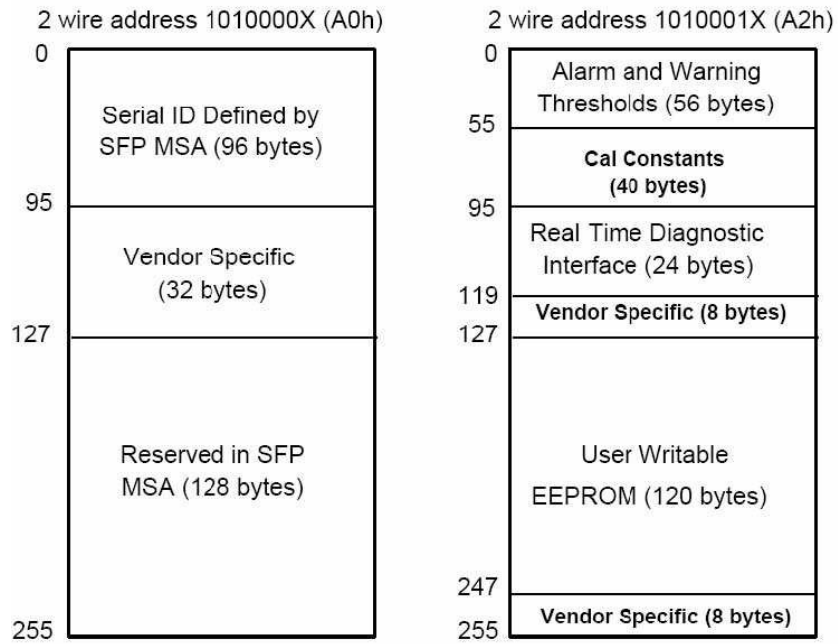 2 wire address 1010000X (A0h)
0
Serial ID Defined by
SFP MSA (96 bytes)
95
Vendor Specific
(32 bytes)
127
Reserved in SFP
MSA (128 bytes)
255
2 wire address 1010001X (A2h)
0
Alarm and Warning
Thresholds (56 bytes)
55
Cal Constants
(40 bytes)
95
Real Time Diagnostic
Interface (24 bytes)
119
Vendor Specific (8 bytes)
127
User Writable
EEPROM (120 bytes)
247
Vendor Specific (8 bytes)
255